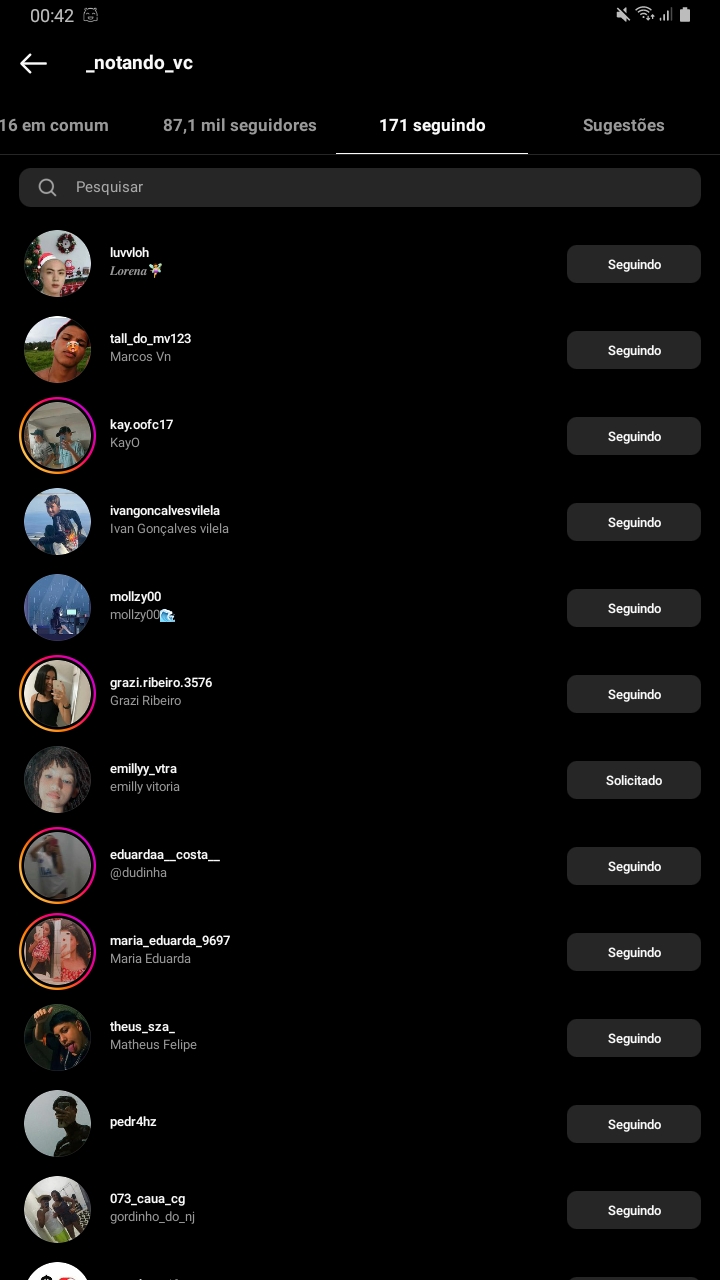 00:42
_notando_vc
16 em comum 87,1 mil seguidores 171 seguindo Sugestões
Pesquisar
luvvloh
Lorena🧚
Seguindo
tall_do_mv123
Marcos Vn
Seguindo
kay.oofc17
KayO
Seguindo
ivangoncalvesvilela
Ivan Gonçalves vilela
Seguindo
mollzy00
mollzy00🌊
Seguindo
grazi.ribeiro.3576
Grazi Ribeiro
Seguindo
emillyy_vtra
emilly vitoria
Solicitado
eduardaa__costa__
@dudinha
Seguindo
maria_eduarda_9697
Maria Eduarda
Seguindo
theus_sza_
Matheus Felipe
Seguindo
pedr4hz
Seguindo
073_caua_cg
gordinho_do_nj
Seguindo